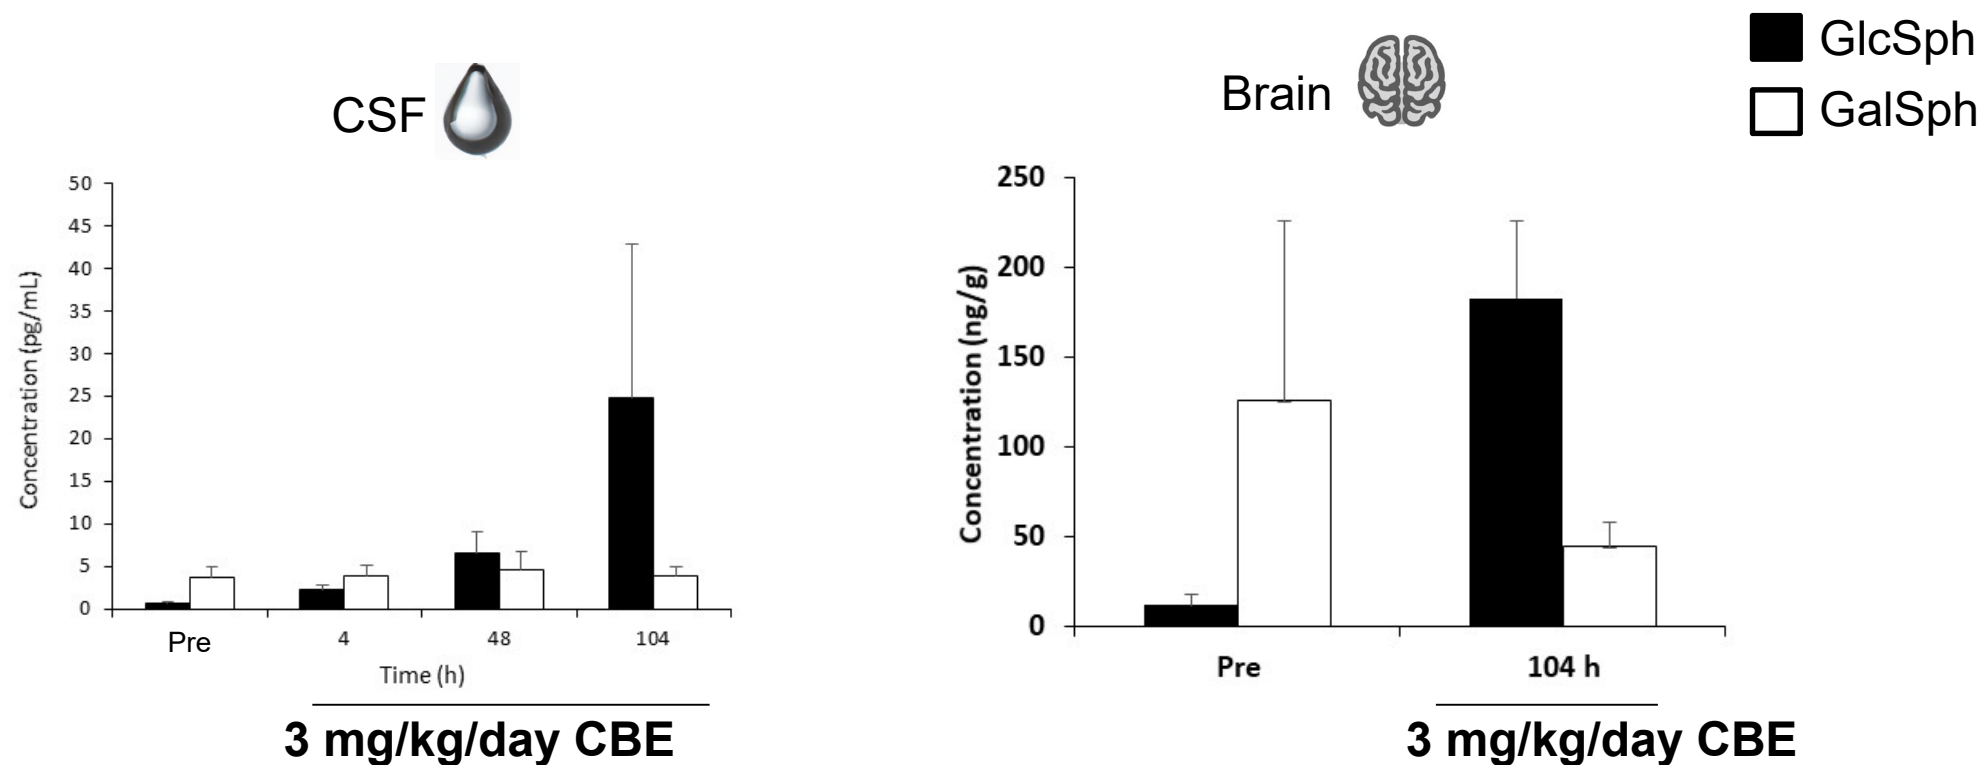 CSF
Brain
GlcSph
GalSph
Concentration (pg/mL)
50
45
40
35
30
25
20
15
10
5
0
Pre 4 48 104
Time (h)
3 mg/kg/day CBE
Concentration (ng/g)
250
200
150
100
50
0
Pre 104 h
3 mg/kg/day CBE